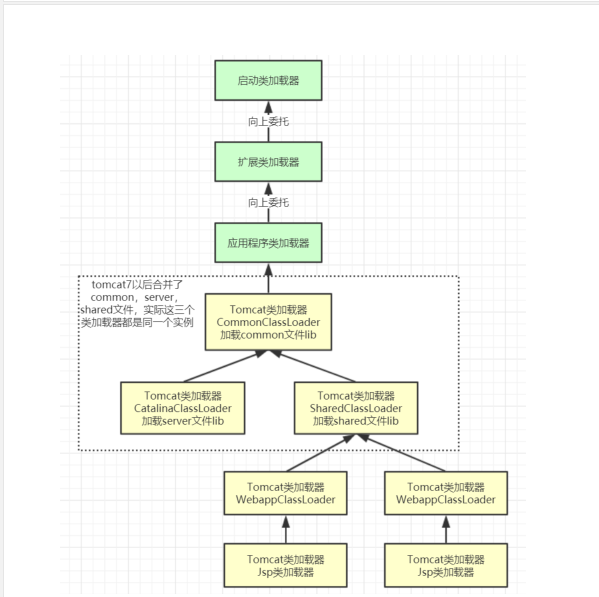 启动类加载器
向上委托
扩展类加载器
向上委托
应用程序类加载器
tomcat7以后合并了
common，server，
shared文件，实际这三个
类加载器都是同一个实例
Tomcat类加载器
CommonClassLoader
加载common文件lib
Tomcat类加载器
CatalinaClassLoader
加载server文件lib
Tomcat类加载器
SharedClassLoader
加载shared文件lib
Tomcat类加载器
WebappClassLoader
Tomcat类加载器
WebappClassLoader
Tomcat类加载器
Jsp类加载器
Tomcat类加载器
Jsp类加载器